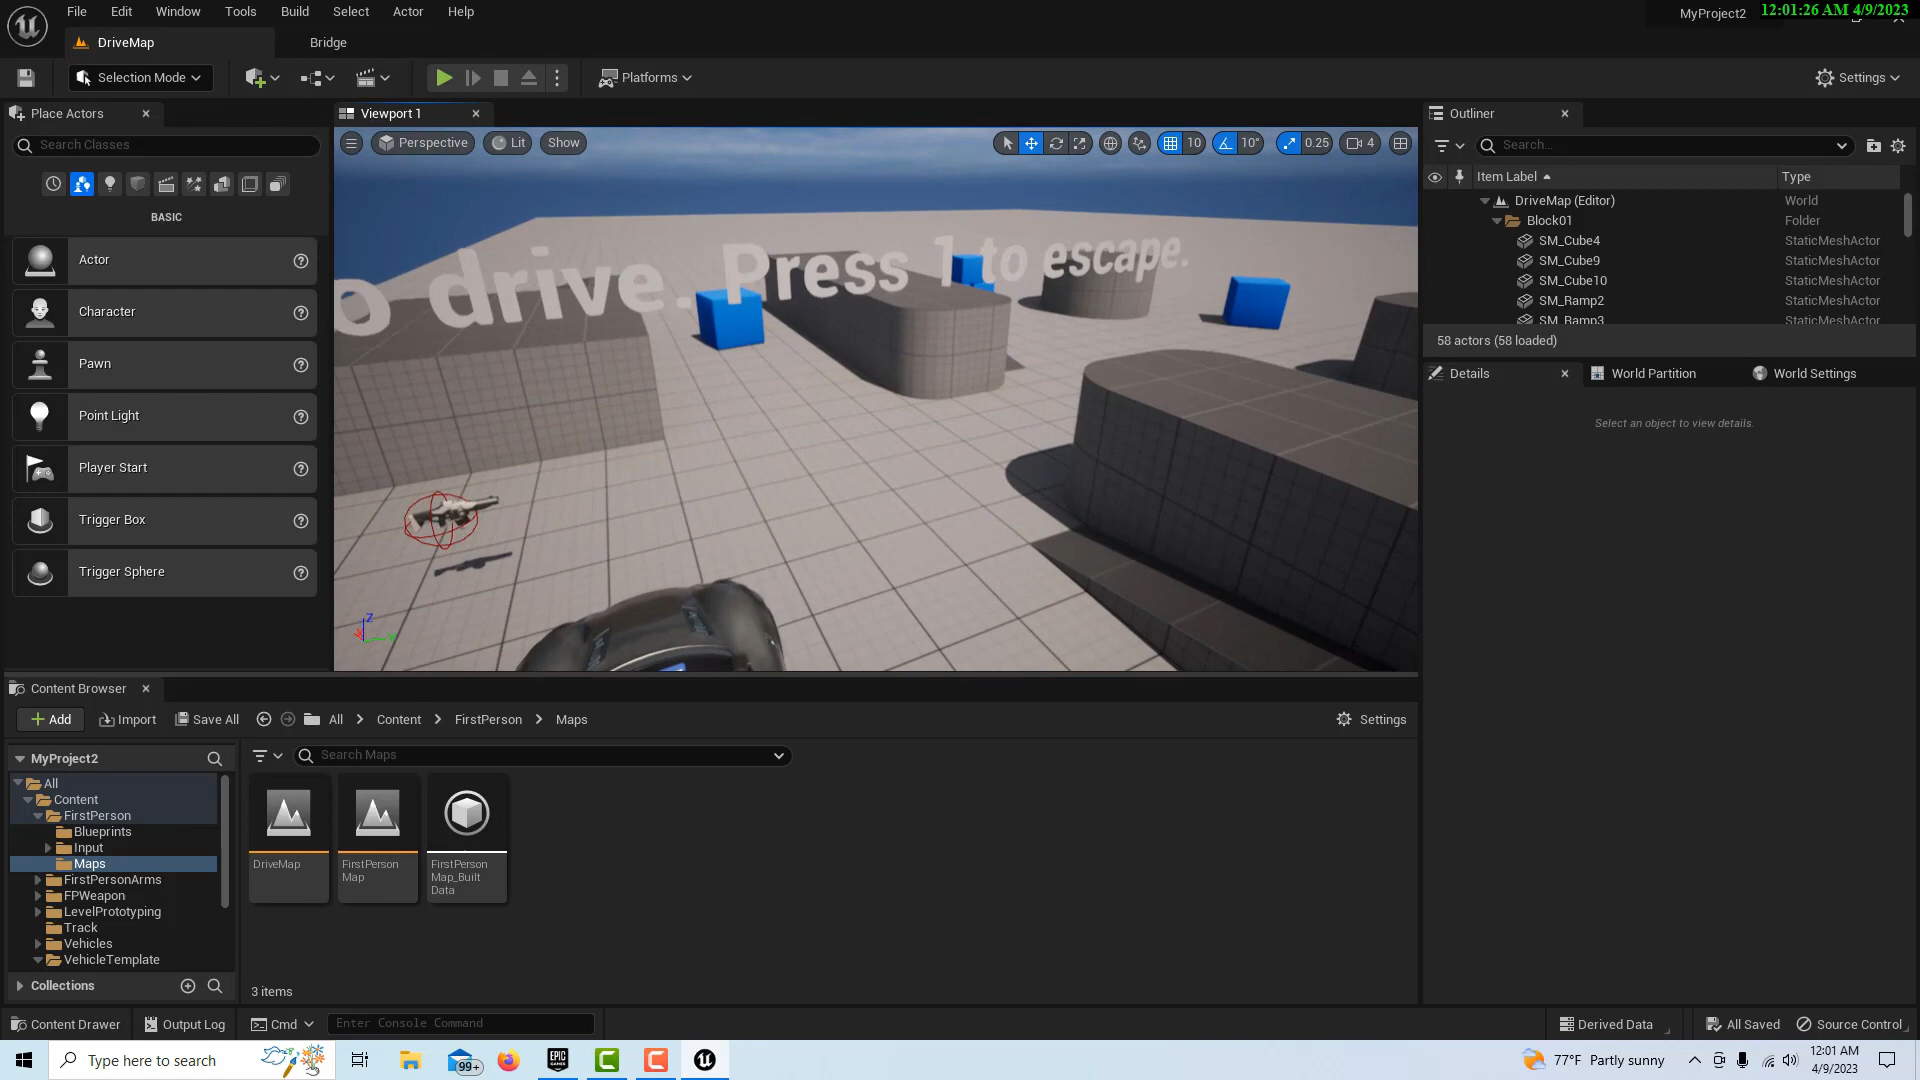 File Edit Window Tools Build Select Actor Help
MyProject2
12:01:26 AM 4/9/2023
DriveMap
Bridge
Selection Mode
Platforms
Settings
Place Actors
Search Classes
BASIC
Actor
Character
Pawn
Point Light
Player Start
Trigger Box
Trigger Sphere
Viewport 1
Perspective
Lit
Show
10
10°
0.25
4
o drive. Press 1 to escape.
Z
Outliner
Search...
Item Label
Type
DriveMap (Editor) World
Block01 Folder
SM_Cube4 StaticMeshActor
SM_Cube9 StaticMeshActor
SM_Cube10 StaticMeshActor
SM_Ramp2 StaticMeshActor
SM_Ramp3 StaticMeshActor
58 actors (58 loaded)
Details
World Partition
World Settings
Select an object to view details.
Content Browser
Add
Import
Save All
All
Content
FirstPerson
Maps
Settings
MyProject2
All
Content
FirstPerson
Blueprints
Input
Maps
FirstPersonArms
FPWeapon
LevelPrototyping
Track
Vehicles
VehicleTemplate
Collections
Search Maps
DriveMap
FirstPerson
Map
FirstPerson
Map_Built
Data
3 items
Content Drawer
Output Log
Cmd
Enter Console Command
Derived Data
All Saved
Source Control
Type here to search
99+
EPIC
GAMES
77°F Partly sunny
12:01 AM
4/9/2023